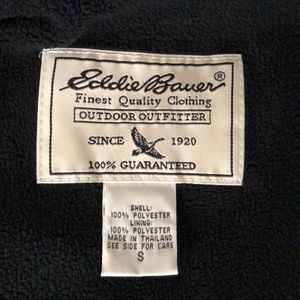 Eddie Bauer®
Finest Quality Clothing
OUTDOOR OUTFITTER
SINCE 1920
100% GUARANTEED
SHELL:
100% POLYESTER
LINING:
100% POLYESTER
MADE IN THAILAND
SEE SIDE FOR CARE
S